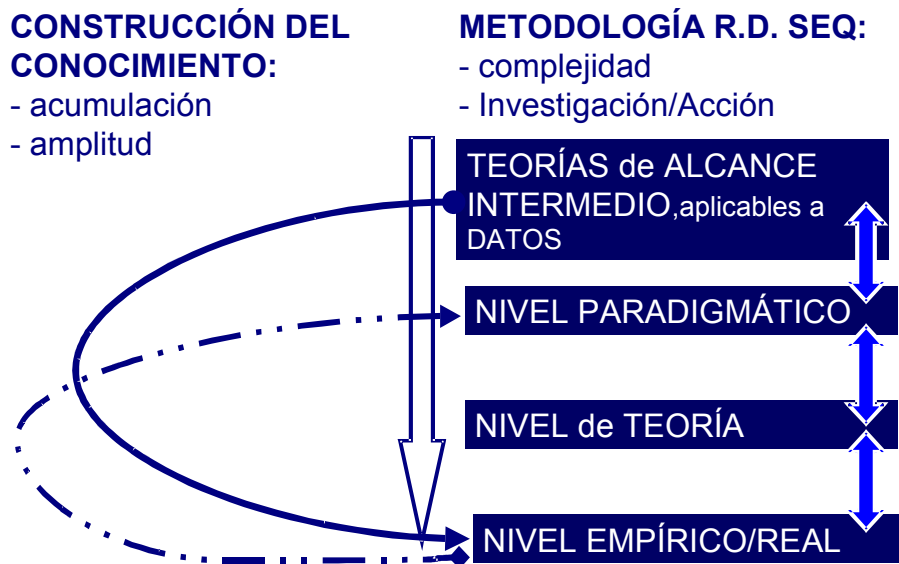 CONSTRUCCIÓN DEL
CONOCIMIENTO:
- acumulación
- amplitud
METODOLOGÍA R.D. SEQ:
- complejidad
- Investigación/Acción
TEORÍAS de ALCANCE
INTERMEDIO,aplicables a
DATOS
NIVEL PARADIGMÁTICO
NIVEL de TEORÍA
NIVEL EMPÍRICO/REAL